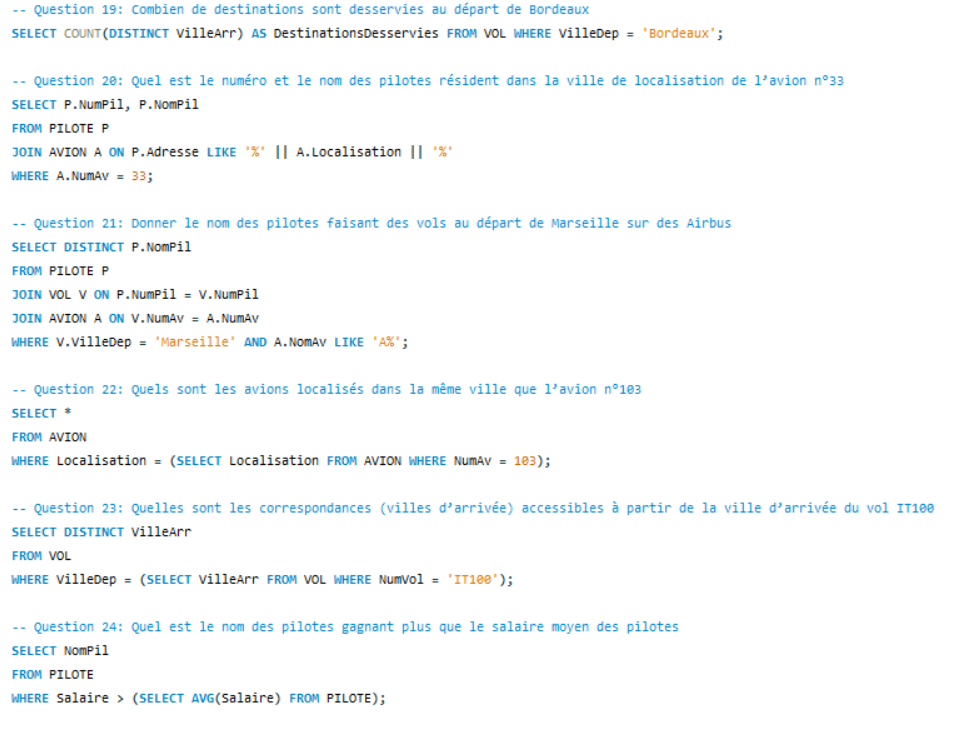 -- Question 19: Combien de destinations sont desservies au départ de Bordeaux
SELECT COUNT(DISTINCT VilleArr) AS DestinationsDesservies FROM VOL WHERE VilleDep = 'Bordeaux';
-- Question 20: Quel est le numéro et le nom des pilotes résident dans la ville de localisation de l’avion n°33
SELECT P.NumPil, P.NomPil
FROM PILOTE P
JOIN AVION A ON P.Adresse LIKE '%' || A.Localisation || '%'
WHERE A.NumAv = 33;
-- Question 21: Donner le nom des pilotes faisant des vols au départ de Marseille sur des Airbus
SELECT DISTINCT P.NomPil
FROM PILOTE P
JOIN VOL V ON P.NumPil = V.NumPil
JOIN AVION A ON V.NumAv = A.NumAv
WHERE V.VilleDep = 'Marseille' AND A.NomAv LIKE 'A%';
-- Question 22: Quels sont les avions localisés dans la même ville que l’avion n°103
SELECT *
FROM AVION
WHERE Localisation = (SELECT Localisation FROM AVION WHERE NumAv = 103);
-- Question 23: Quelles sont les correspondances (villes d’arrivée) accessibles à partir de la ville d’arrivée du vol IT100
SELECT DISTINCT VilleArr
FROM VOL
WHERE VilleDep = (SELECT VilleArr FROM VOL WHERE NumVol = 'IT100');
-- Question 24: Quel est le nom des pilotes gagnant plus que le salaire moyen des pilotes
SELECT NomPil
FROM PILOTE
WHERE Salaire > (SELECT AVG(Salaire) FROM PILOTE);